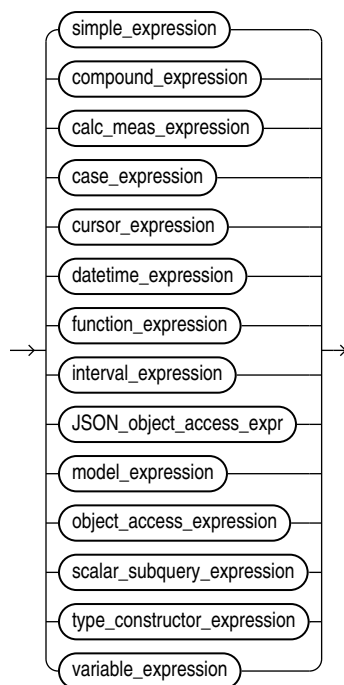 simple_expression
compound_expression
calc_meas_expression
case_expression
cursor_expression
datetime_expression
function_expression
interval_expression
JSON_object_access_expr
model_expression
object_access_expression
scalar_subquery_expression
type_constructor_expression
variable_expression